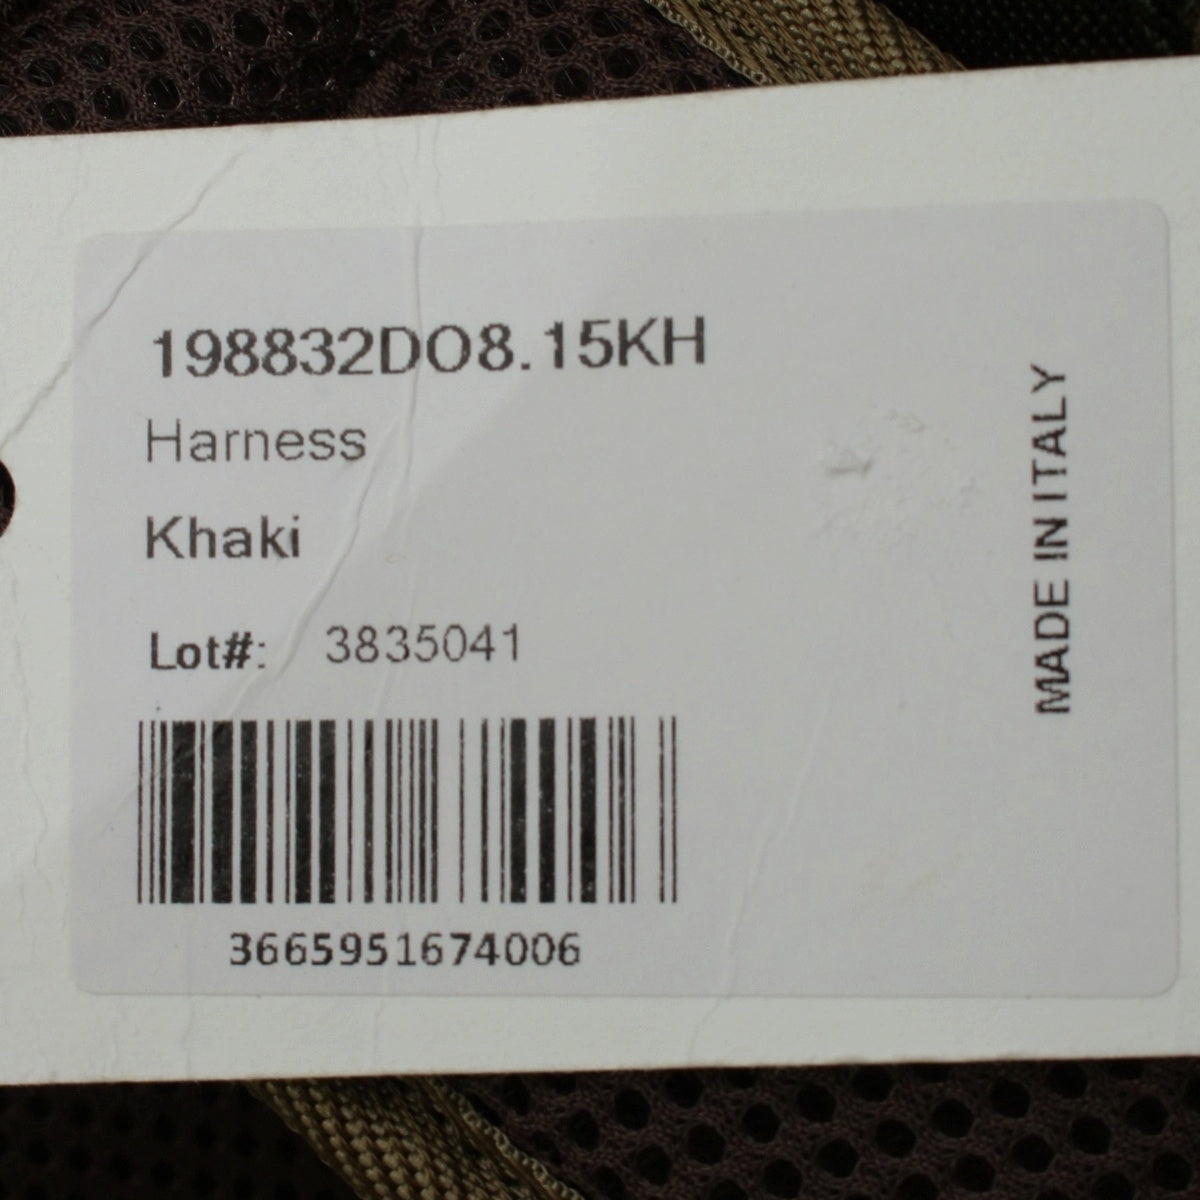 198832DO8.15KH
Harness
Khaki
Lot#: 3835041
3665951674006
MADE IN ITALY